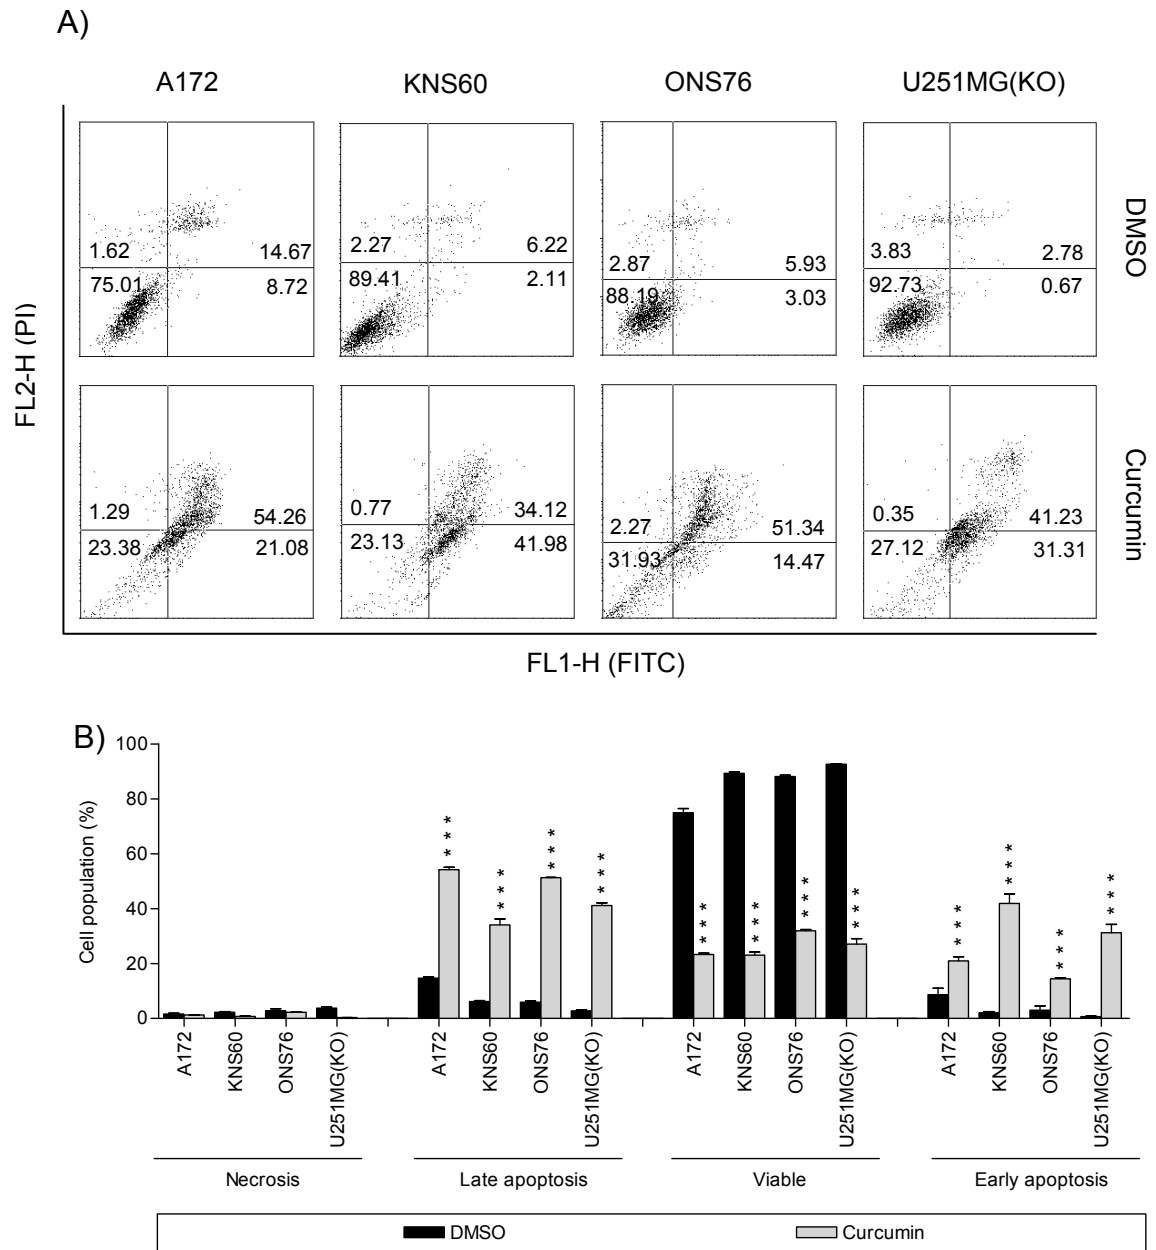 A)
A172 KNS60 ONS76 U251MG(KO)
1.62 14.67 2.27 6.22 2.87 5.93 3.83 2.78
75.01 8.72 89.41 2.11 88.19 3.03 92.73 0.67
DMSO
FL2-H (PI)
1.29 54.26 0.77 34.12 2.27 51.34 0.35 41.23
23.38 21.08 23.13 41.98 31.93 14.47 27.12 31.31
Curcumin
FL1-H (FITC)
B)
Cell population (%)
100
80
60
40
20
0
*** *** *** *** *** *** *** *** *** *** *** ***
A172 KNS60 ONS76 U251MG(KO) A172 KNS60 ONS76 U251MG(KO) A172 KNS60 ONS76 U251MG(KO) A172 KNS60 ONS76 U251MG(KO)
Necrosis Late apoptosis Viable Early apoptosis
DMSO Curcumin